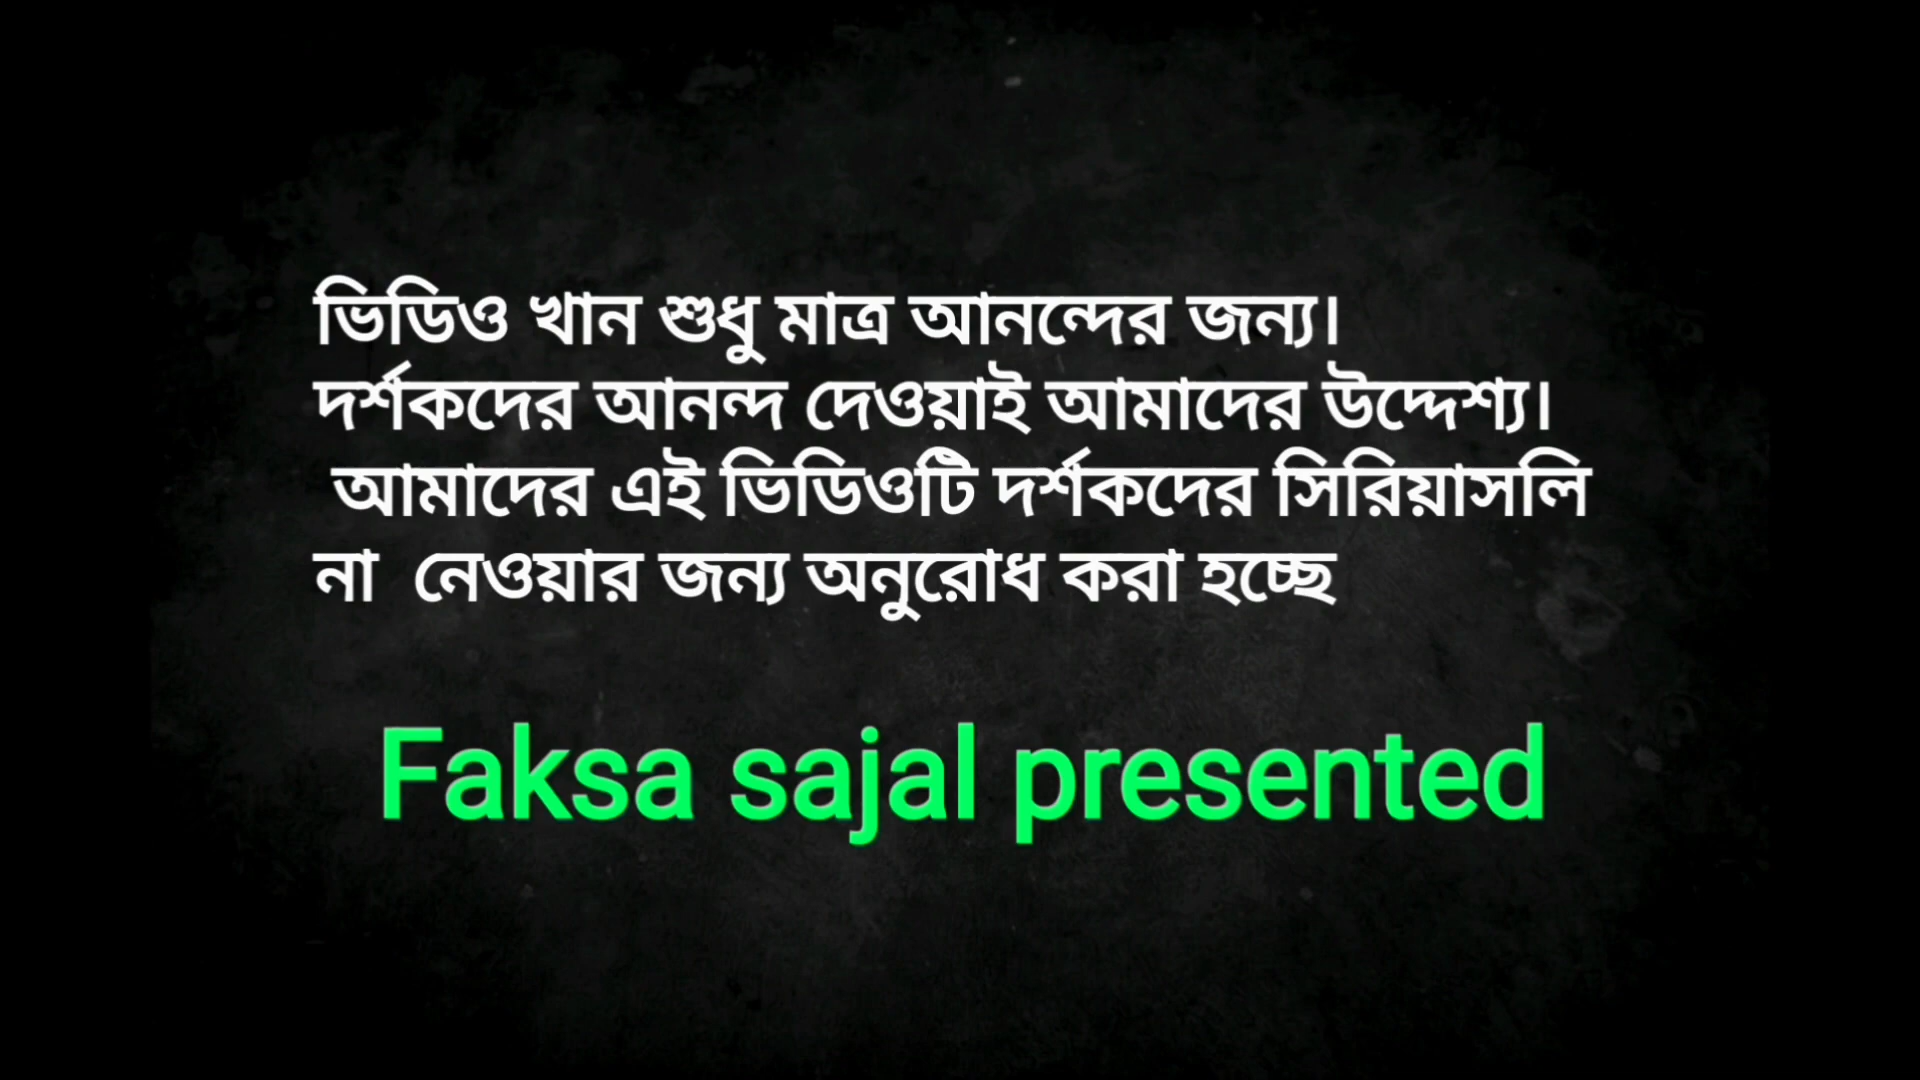 ভিডিও খান শুধু মাত্র আনন্দের জন্য।
দর্শকদের আনন্দ দেওয়াই আমাদের উদ্দেশ্য।
আমাদের এই ভিডিওটি দর্শকদের সিরিয়াসলি
না নেওয়ার জন্য অনুরোধ করা হচ্ছে
Faksa sajal presented